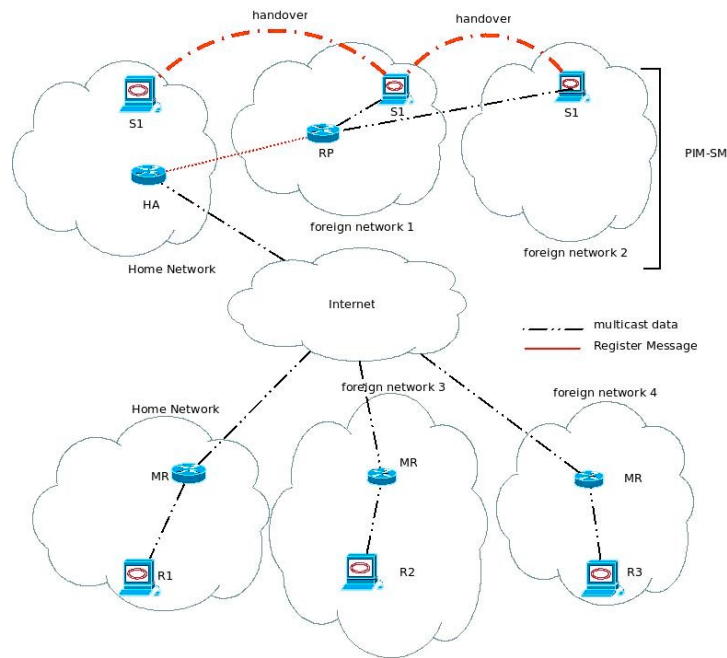 handover
handover
S1
S1
S1
RP
PIM-SM
HA
foreign network 1
foreign network 2
Home Network
Internet
multicast data
Register Message
foreign network 3
foreign network 4
Home Network
MR
MR
MR
R1
R2
R3